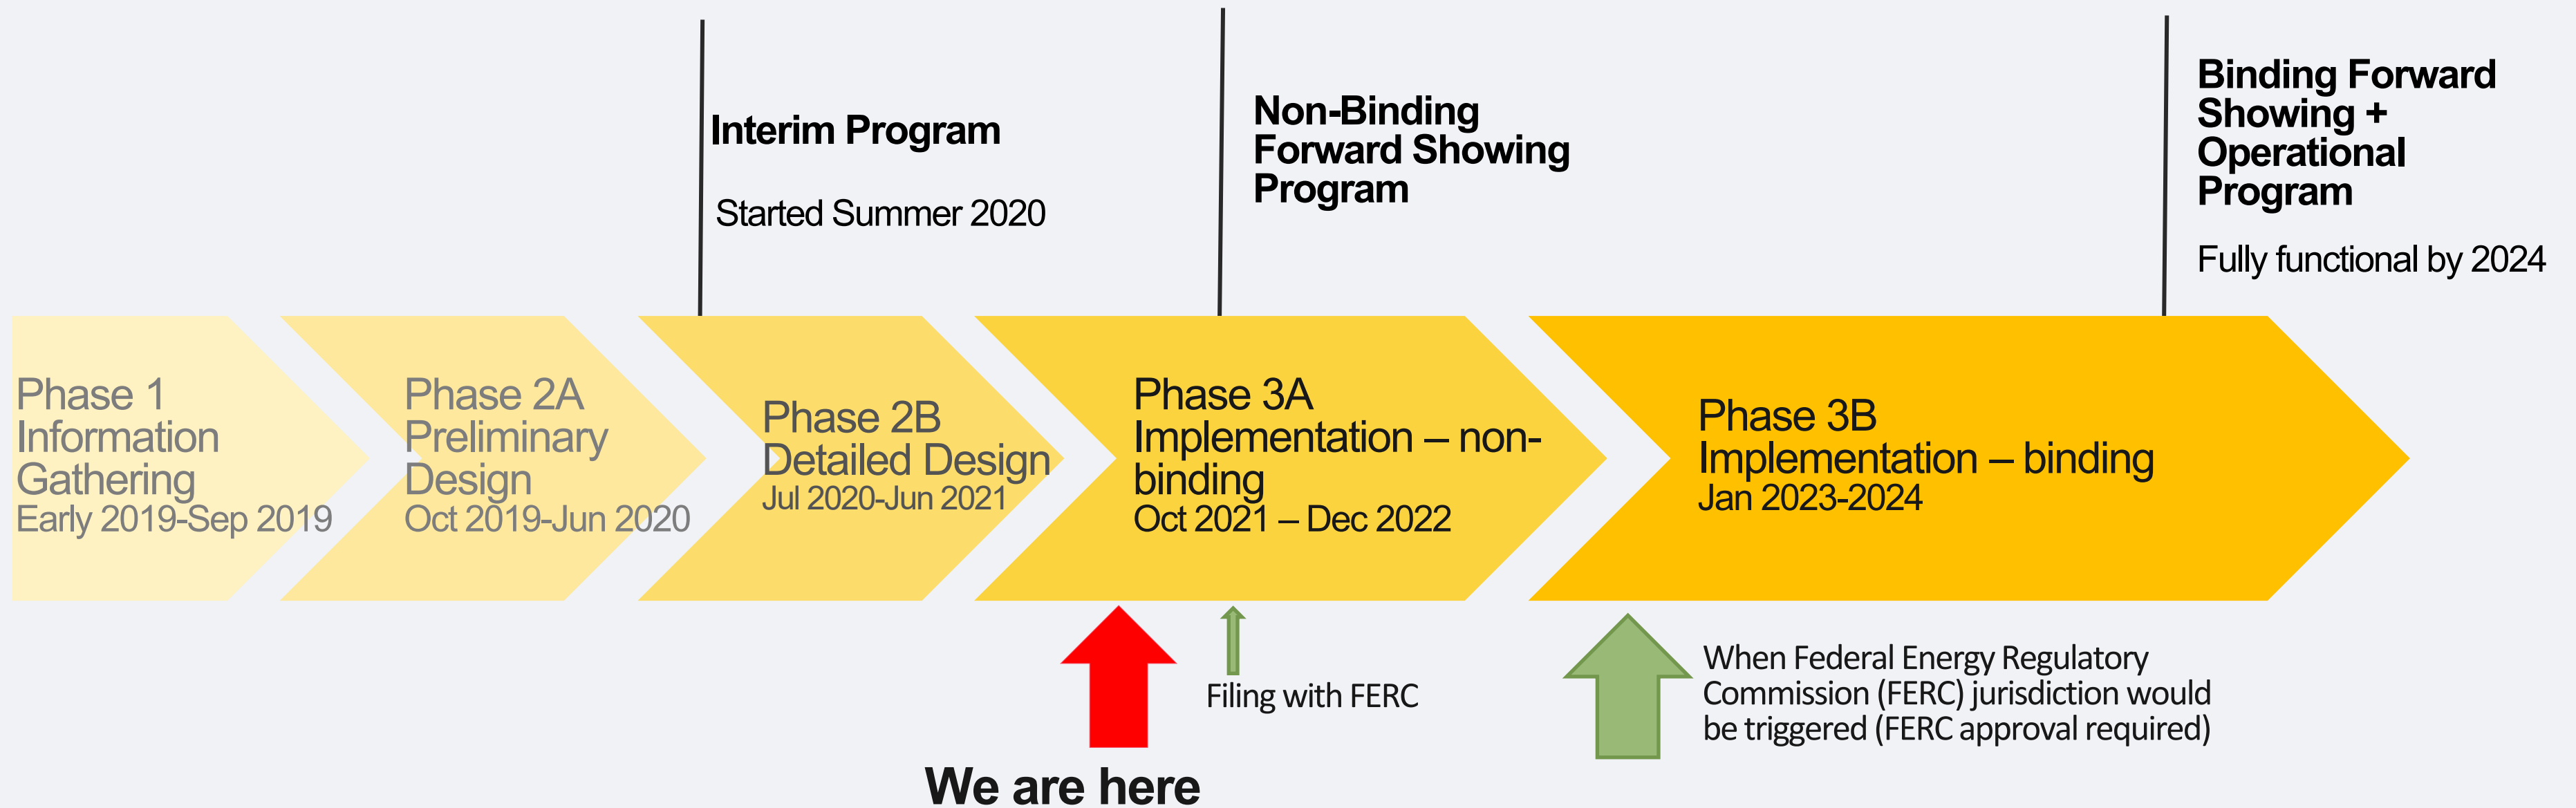 Interim Program
Started Summer 2020
Non-Binding
Forward Showing
Program
Binding Forward
Showing +
Operational
Program
Fully functional by 2024
Phase 1
Information
Gathering
Early 2019-Sep 2019
Phase 2A
Preliminary
Design
Oct 2019-Jun 2020
Phase 2B
Detailed Design
Jul 2020-Jun 2021
Phase 3A
Implementation – non-
binding
Oct 2021 – Dec 2022
Phase 3B
Implementation – binding
Jan 2023-2024
We are here
Filing with FERC
When Federal Energy Regulatory
Commission (FERC) jurisdiction would
be triggered (FERC approval required)